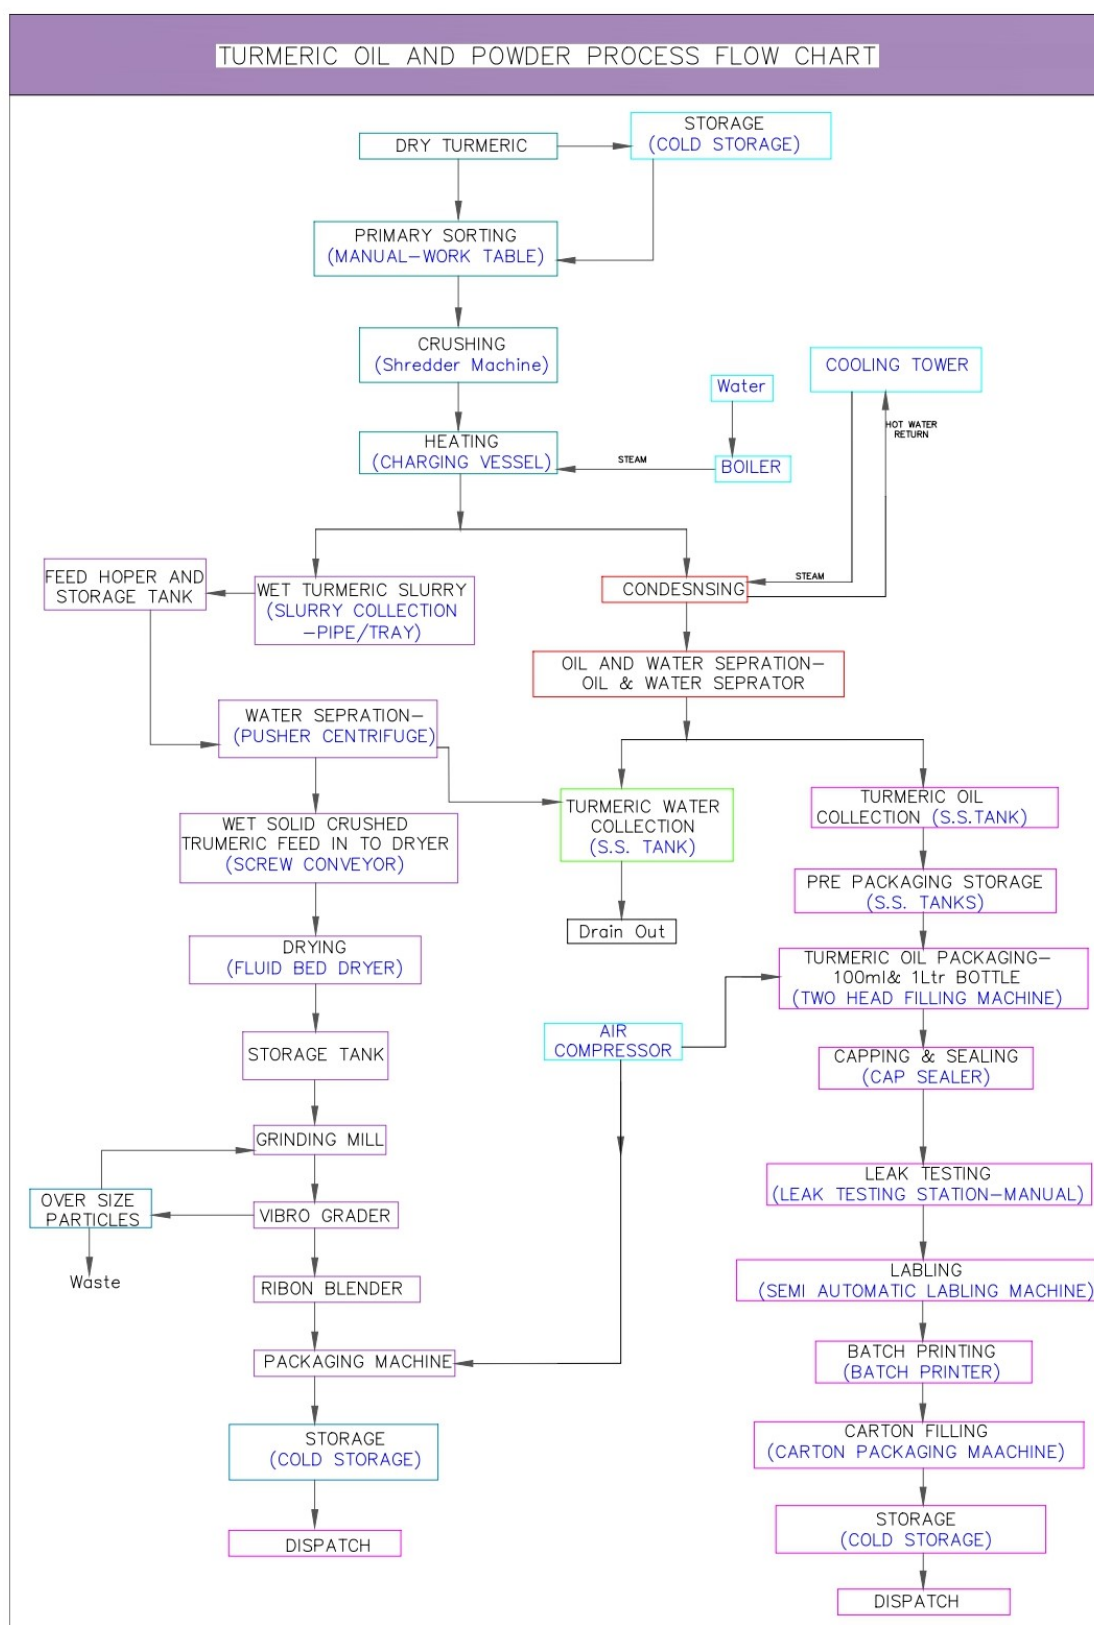 TURMERIC OIL AND POWDER PROCESS FLOW CHART
DRY TURMERIC
STORAGE
(COLD STORAGE)
PRIMARY SORTING
(MANUAL-WORK TABLE)
CRUSHING
(Shredder Machine)
COOLING TOWER
Water
HOT WATER
RETURN
HEATING
(CHARGING VESSEL)
STEAM
BOILER
FEED HOPER AND
STORAGE TANK
WET TURMERIC SLURRY
(SLURRY COLLECTION
-PIPE/TRAY)
CONDESNSING
STEAM
OIL AND WATER SEPRATION-
OIL & WATER SEPRATOR
WATER SEPRATION-
(PUSHER CENTRIFUGE)
TURMERIC WATER
COLLECTION
(S.S. TANK)
TURMERIC OIL
COLLECTION (S.S.TANK)
WET SOLID CRUSHED
TRUMERIC FEED IN TO DRYER
(SCREW CONVEYOR)
PRE PACKAGING STORAGE
(S.S. TANKS)
Drain Out
DRYING
(FLUID BED DRYER)
TURMERIC OIL PACKAGING-
100ml& 1Ltr BOTTLE
(TWO HEAD FILLING MACHINE)
STORAGE TANK
AIR
COMPRESSOR
CAPPING & SEALING
(CAP SEALER)
GRINDING MILL
LEAK TESTING
(LEAK TESTING STATION-MANUAL)
OVER SIZE
PARTICLES
VIBRO GRADER
Waste
RIBON BLENDER
LABLING
(SEMI AUTOMATIC LABLING MACHINE)
PACKAGING MACHINE
BATCH PRINTING
(BATCH PRINTER)
STORAGE
(COLD STORAGE)
CARTON FILLING
(CARTON PACKAGING MAACHINE)
DISPATCH
STORAGE
(COLD STORAGE)
DISPATCH